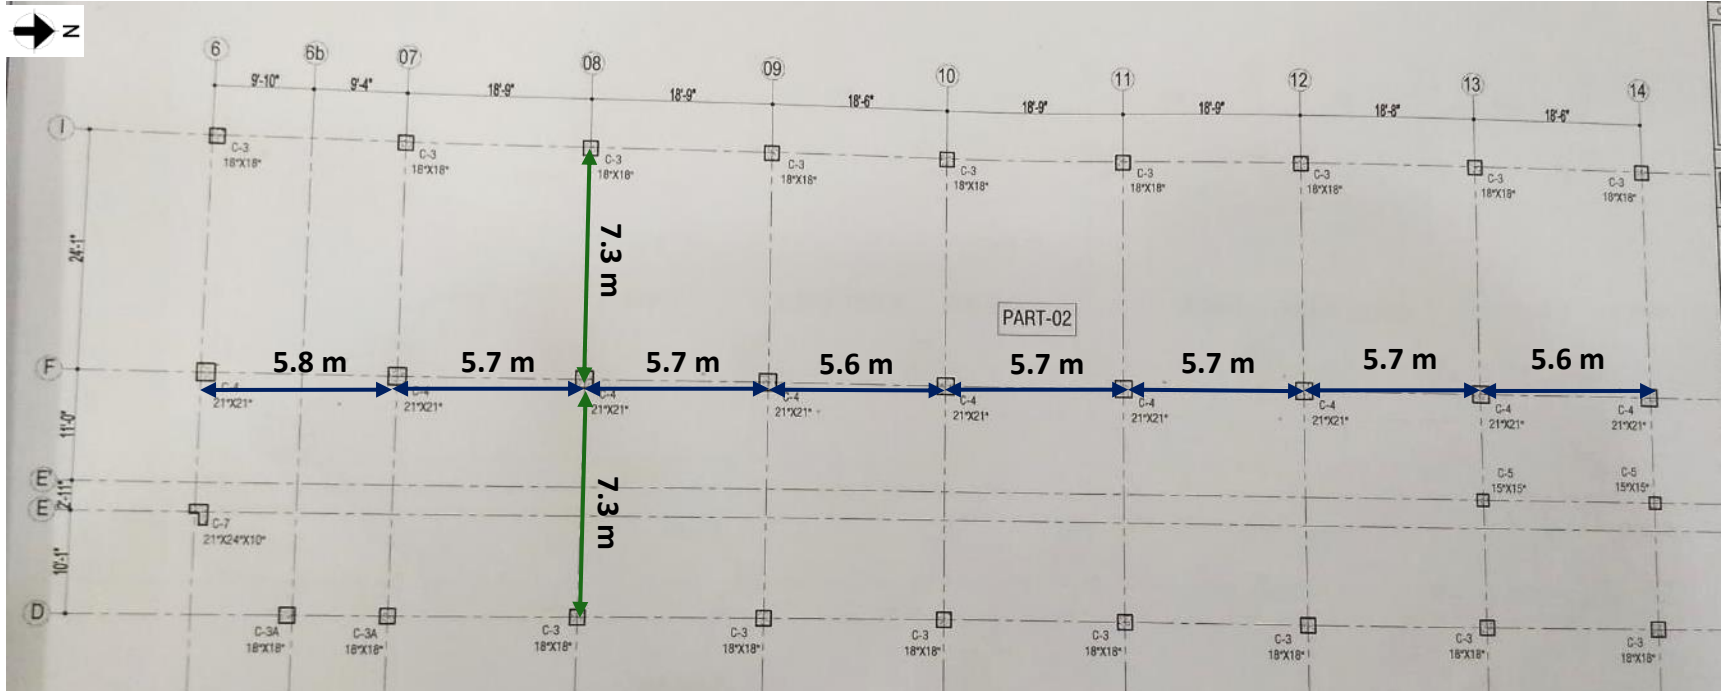 N
6 6b 07 08 09 10 11 12 13 14
9'-10" 9'-4" 18'-9" 18'-9" 18'-6" 18'-9" 18'-9" 18'-8" 18'-6"
I
C-3 C-3 C-3 C-3 C-3 C-3 C-3 C-3 C-3
18"X18" 18"X18" 18"X18" 18"X18" 18"X18" 18"X18" 18"X18" 18"X18" 18"X18"
24'-1"
7.3 m
PART-02
5.8 m 5.7 m 5.7 m 5.6 m 5.7 m 5.7 m 5.7 m 5.6 m
F
C-4 C-4 C-4 C-4 C-4 C-4 C-4 C-4 C-4
21"X21" 21"X21" 21"X21" 21"X21" 21"X21" 21"X21" 21"X21" 21"X21" 21"X21"
11'-0"
7.3 m
C-5 C-5
15"X15" 15"X15"
E'
2'-11"
E
C-7
21"X24"X10"
10'-1"
D
C-3A C-3A C-3 C-3 C-3 C-3 C-3 C-3 C-3
18"X18" 18"X18" 18"X18" 18"X18" 18"X18" 18"X18" 18"X18" 18"X18" 18"X18"